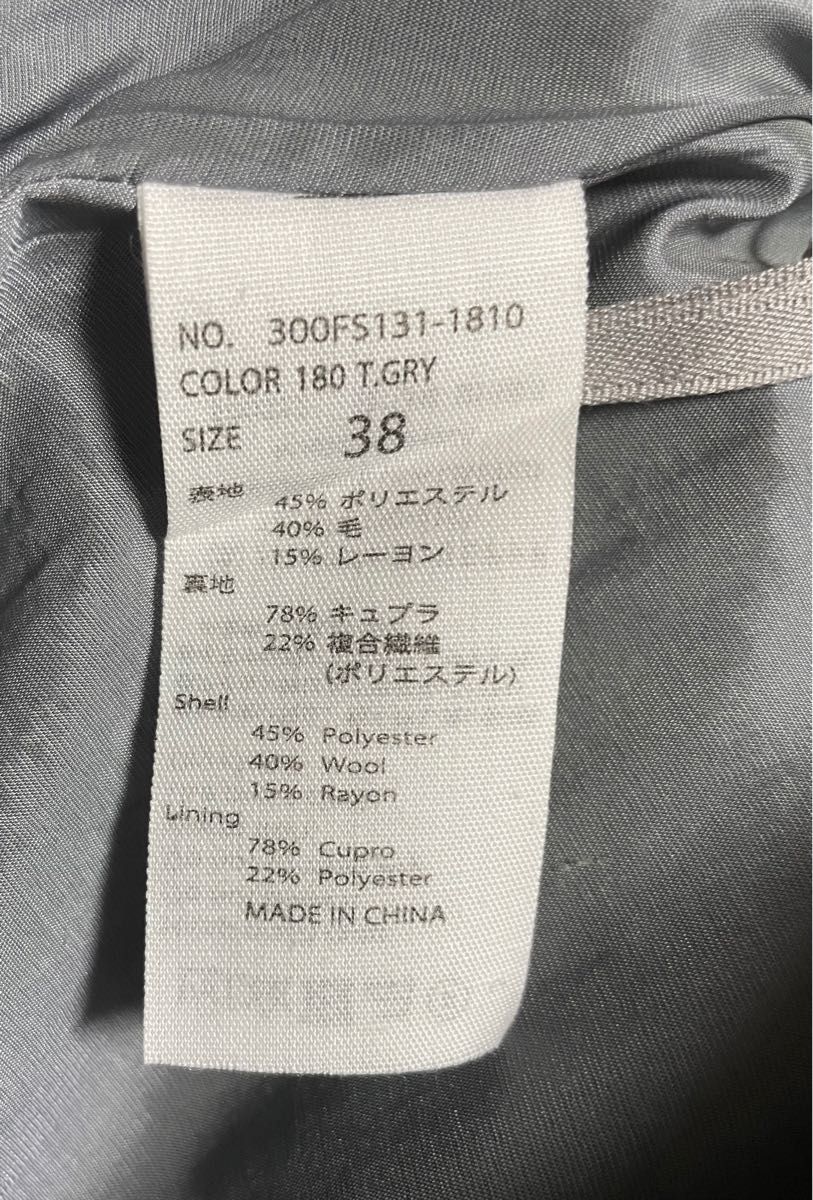 NO. 300FS131-1810
COLOR 180 T.GRY
SIZE 38
表地 45% ポリエステル
40% 毛
15% レーヨン
裏地
78% キュプラ
22% 複合繊維
(ポリエステル)
Shell
45% Polyester
40% Wool
15% Rayon
Lining
78% Cupro
22% Polyester
MADE IN CHINA